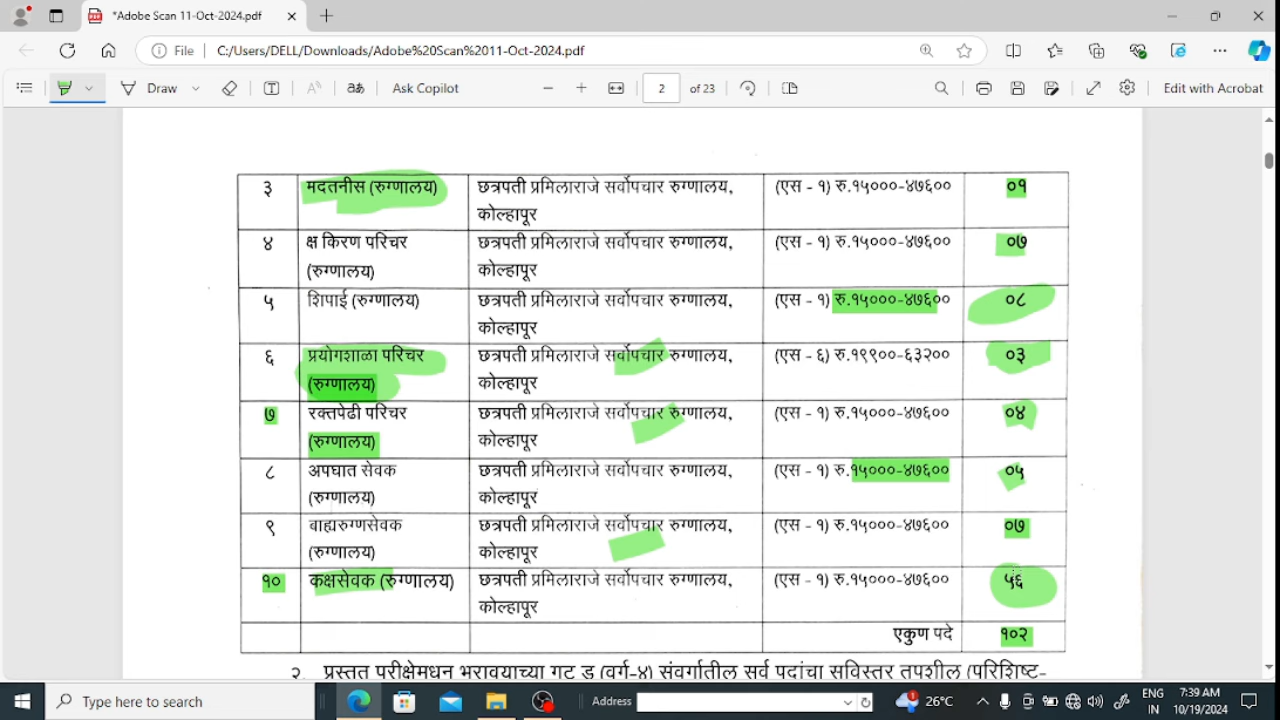 *Adobe Scan 11-Oct-2024.pdf
File C:/Users/DELL/Downloads/Adobe%20Scan%2011-Oct-2024.pdf
Draw aあ Ask Copilot 2 of 23 Edit with Acrobat
३ मदतनीस (रुग्णालय) छत्रपती प्रमिलाराजे सर्वोपचार रुग्णालय, (एस - १) रु.१५०००-४७६०० ०१
कोल्हापूर
४ क्ष किरण परिचर छत्रपती प्रमिलाराजे सर्वोपचार रुग्णालय, (एस - १) रु.१५०००-४७६०० ०७
(रुग्णालय) कोल्हापूर
५ शिपाई (रुग्णालय) छत्रपती प्रमिलाराजे सर्वोपचार रुग्णालय, (एस - १) रु.१५०००-४७६०० ०८
कोल्हापूर
६ प्रयोगशाळा परिचर छत्रपती प्रमिलाराजे सर्वोपचार रुग्णालय, (एस - ६) रु.१९९००-६३२०० ०३
(रुग्णालय) कोल्हापूर
७ रक्तपेढी परिचर छत्रपती प्रमिलाराजे सर्वोपचार रुग्णालय, (एस - १) रु.१५०००-४७६०० ०४
(रुग्णालय) कोल्हापूर
८ अपघात सेवक छत्रपती प्रमिलाराजे सर्वोपचार रुग्णालय, (एस - १) रु.१५०००-४७६०० ०५
(रुग्णालय) कोल्हापूर
९ बाह्यरुग्णसेवक छत्रपती प्रमिलाराजे सर्वोपचार रुग्णालय, (एस - १) रु.१५०००-४७६०० ०७
(रुग्णालय) कोल्हापूर
१० कक्षसेवक (रुग्णालय) छत्रपती प्रमिलाराजे सर्वोपचार रुग्णालय, (एस - १) रु.१५०००-४७६०० ५६
कोल्हापूर
एकुण पदे १०२
२. प्रस्तुत परीक्षेमधून भरावयाच्या गट ड (वर्ग-४) संवर्गातील सर्व पदांचा सविस्तर तपशील (परिशिष्ट-
Type here to search Address 1 26°C ENG IN 7:39 AM 10/19/2024